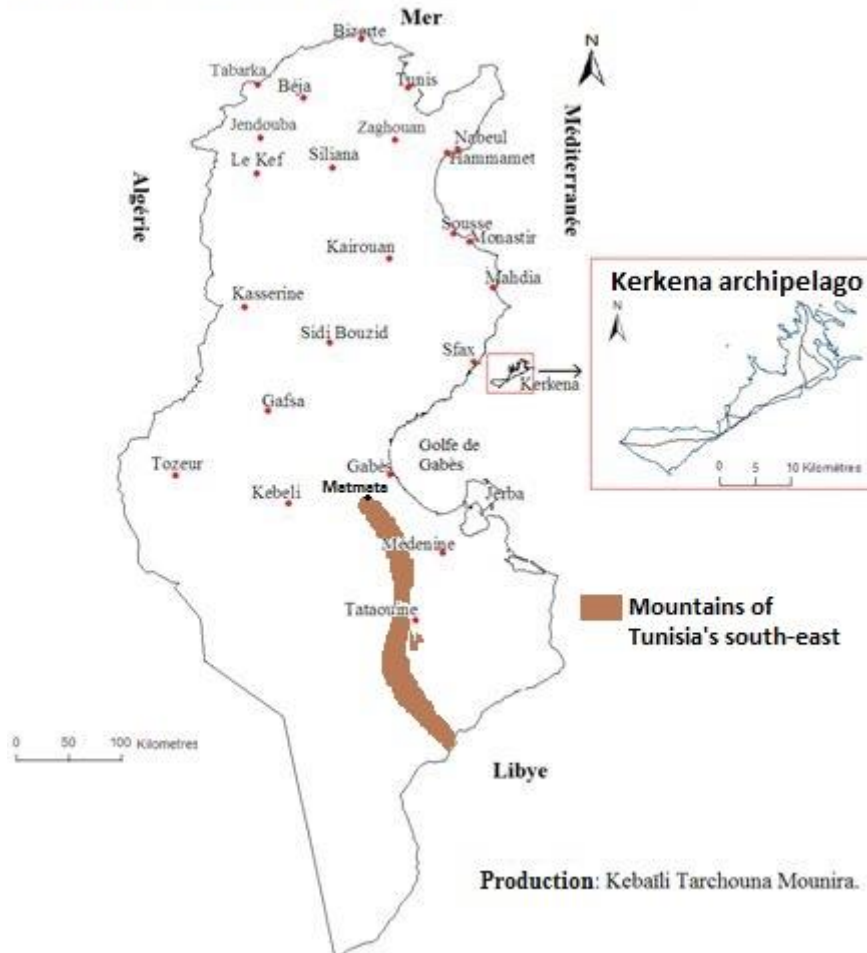 Mer
Bizerte
Tabarka
Béja
Tunis
N
Jendouba
Zaghouan
Nabeul
Hammamet
Le Kef
Siliana
Méditerranée
Algérie
Sousse
Monastir
Kairouan
Mahdia
Kasserine
Sidi Bouzid
Sfax
Kerkena
Kerkena archipelago
N
0 5 10 Kilomètres
Gafsa
Golfe de
Gabès
Tozeur
Gabès
Kebeli
Matmata
Jerba
Médenine
Tataouine
Mountains of
Tunisia's south-east
0 50 100 Kilometres
Libye
Production: Kebaïli Tarchouna Mounira.